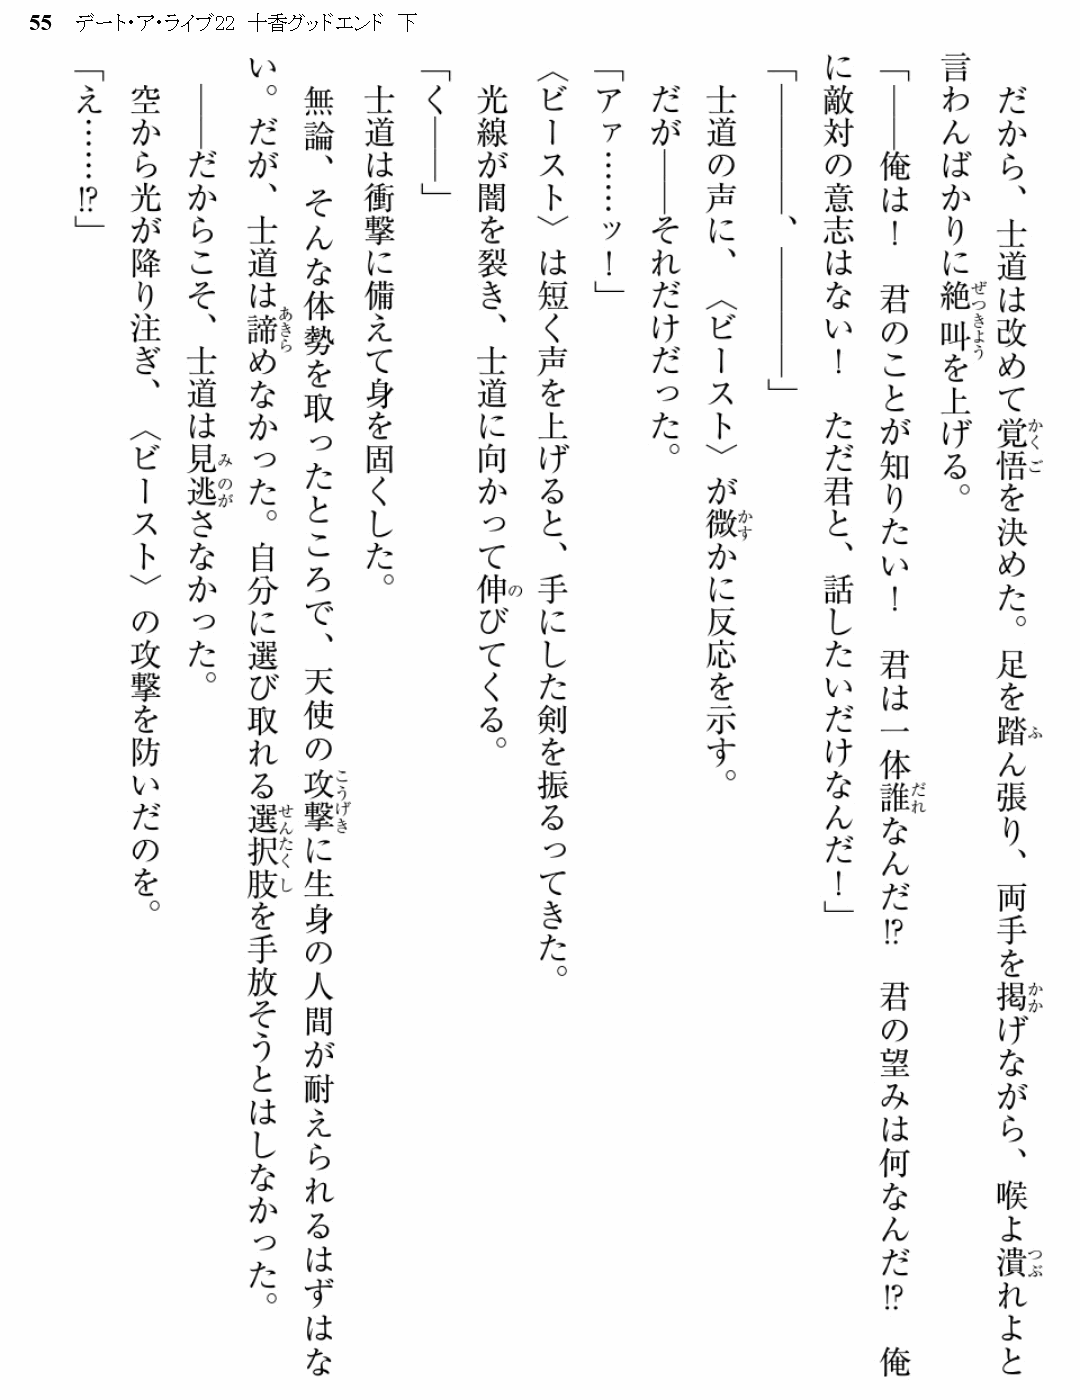 55 デート・ア・ライブ22 十香グッドエンド 下
　だから、士道は改めて覚悟を決めた。足を踏ん張り、両手を掲げながら、喉よ潰れよと
言わんばかりに絶叫を上げる。
「――俺は！　君のことが知りたい！　君は一体誰なんだ!?　君の望みは何なんだ!?　俺
に敵対の意志はない！　ただ君と、話したいだけなんだ！」
「――――、――――」
　士道の声に、〈ビースト〉が微かに反応を示す。
　だが――それだけだった。
「アァ……ッ！」
〈ビースト〉は短く声を上げると、手にした剣を振るってきた。
　光線が闇を裂き、士道に向かって伸びてくる。
「く――」
　士道は衝撃に備えて身を固くした。
　無論、そんな体勢を取ったところで、天使の攻撃に生身の人間が耐えられるはずはな
い。だが、士道は諦めなかった。自分に選び取れる選択肢を手放そうとはしなかった。
　――だからこそ、士道は見逃さなかった。
　空から光が降り注ぎ、〈ビースト〉の攻撃を防いだのを。
「え……!?」